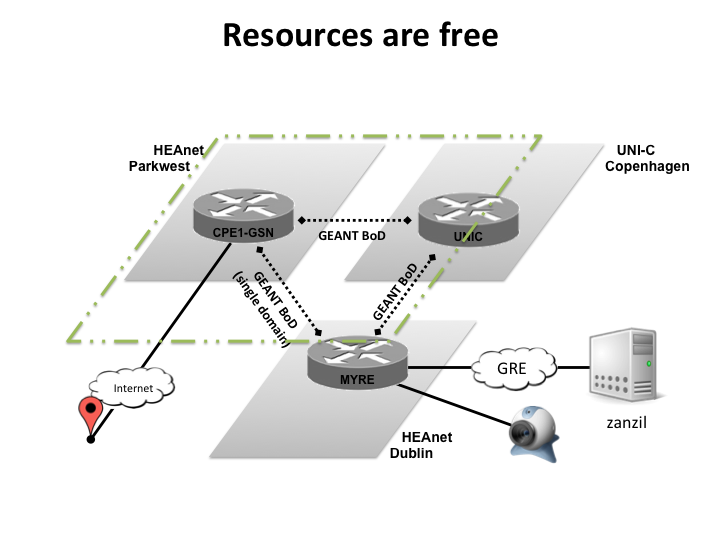 Resources are free
HEAnet
Parkwest
UNI-C
Copenhagen
CPE1-GSN
GEANT BoD
UNIC
GEANT BoD
(single domain)
GEANT BoD
MYRE
Internet
GRE
zanzil
HEAnet
Dublin